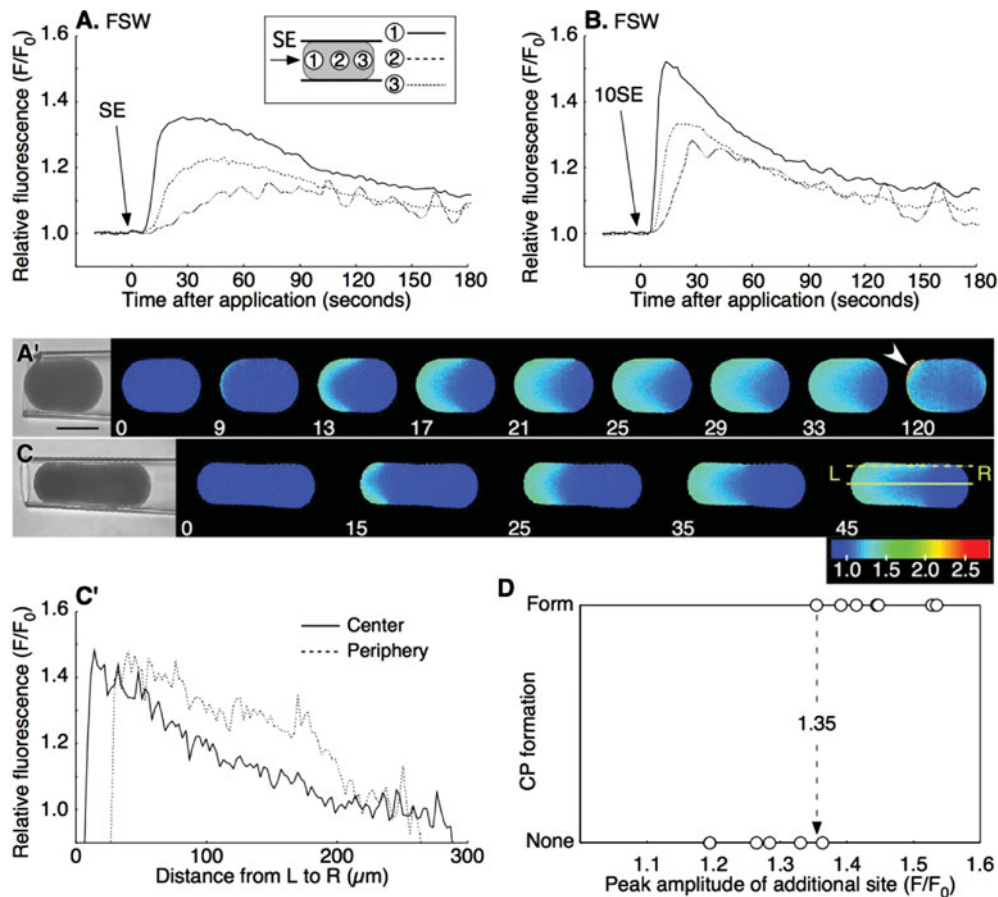 A. FSW
Relative fluorescence (F/F₀)
1.6
1.4
1.2
1.0
SE
SE
① ② ③
①
②
③
0 30 60 90 120 150 180
Time after application (seconds)
B. FSW
Relative fluorescence (F/F₀)
1.6
1.4
1.2
1.0
10SE
0 30 60 90 120 150 180
Time after application (seconds)
A'
0 9 13 17 21 25 29 33 120
C
0 15 25 35 45
L R
1.0 1.5 2.0 2.5
C'
Relative fluorescence (F/F₀)
1.6
1.4
1.2
1.0
Center
Periphery
0 100 200 300
Distance from L to R (μm)
D
CP formation
Form
None
1.35
1.1 1.2 1.3 1.4 1.5 1.6
Peak amplitude of additional site (F/F₀)